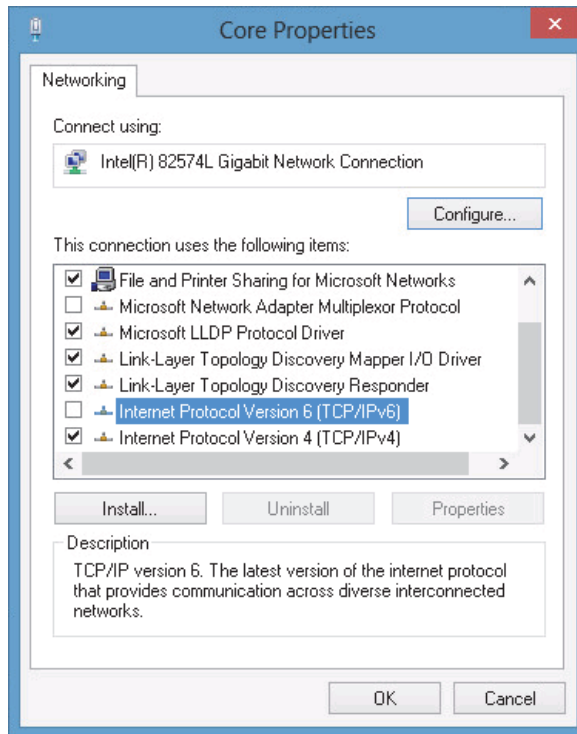 Core Properties
Networking
Connect using:
Intel(R) 82574L Gigabit Network Connection
Configure...
This connection uses the following items:
File and Printer Sharing for Microsoft Networks
Microsoft Network Adapter Multiplexor Protocol
Microsoft LLDP Protocol Driver
Link-Layer Topology Discovery Mapper I/O Driver
Link-Layer Topology Discovery Responder
Internet Protocol Version 6 (TCP/IPv6)
Internet Protocol Version 4 (TCP/IPv4)
Install...
Uninstall
Properties
Description
TCP/IP version 6. The latest version of the internet protocol
that provides communication across diverse interconnected
networks.
OK
Cancel